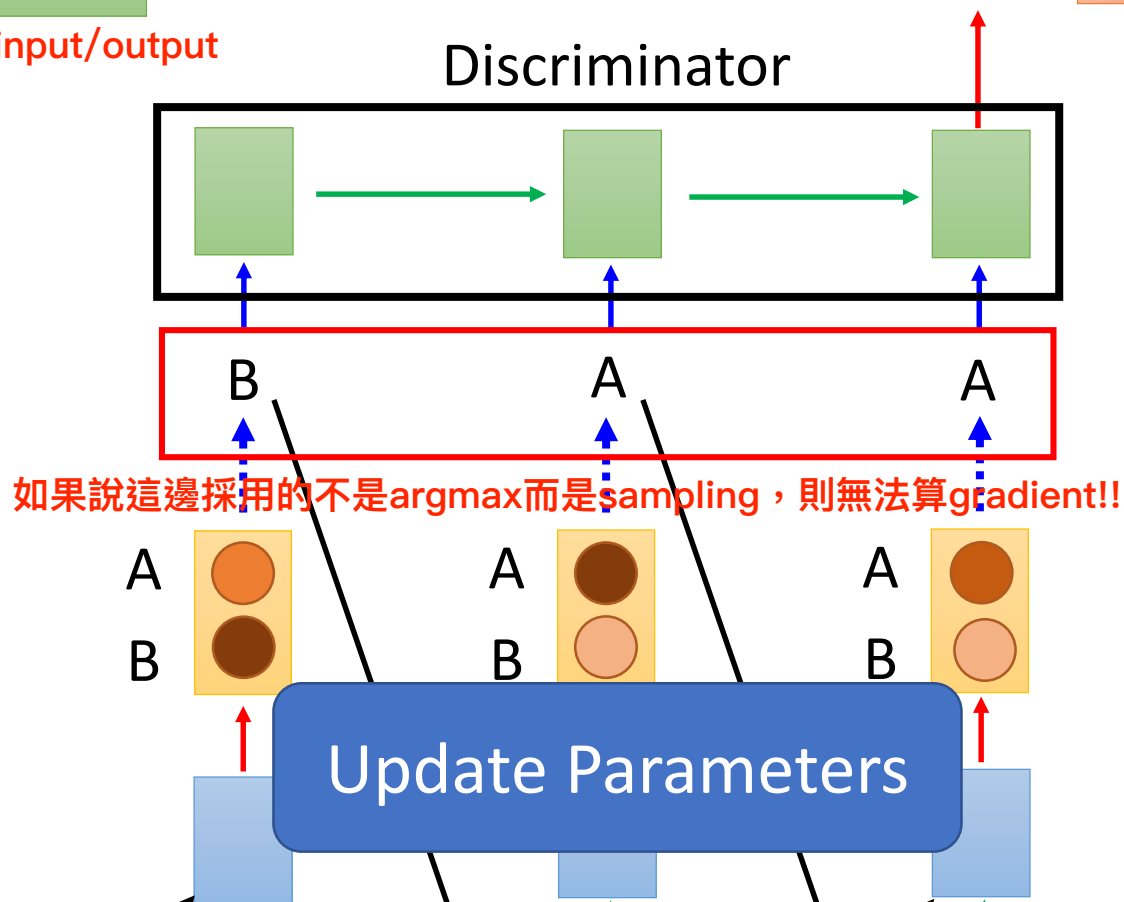 input/output
Discriminator
B A A
如果說這邊採用的不是argmax而是sampling，則無法算gradient!!
A A A
B B B
Update Parameters